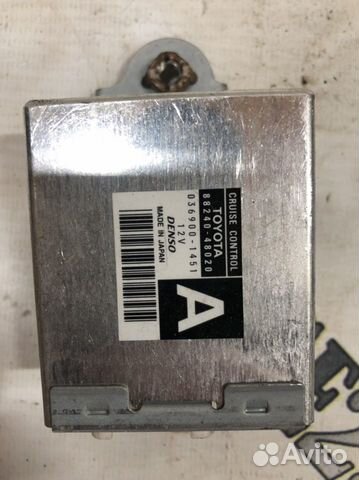 CRUISE CONTROL
TOYOTA
88240-48020
036900-1451
12V
DENSO
MADE IN JAPAN
A
Avito